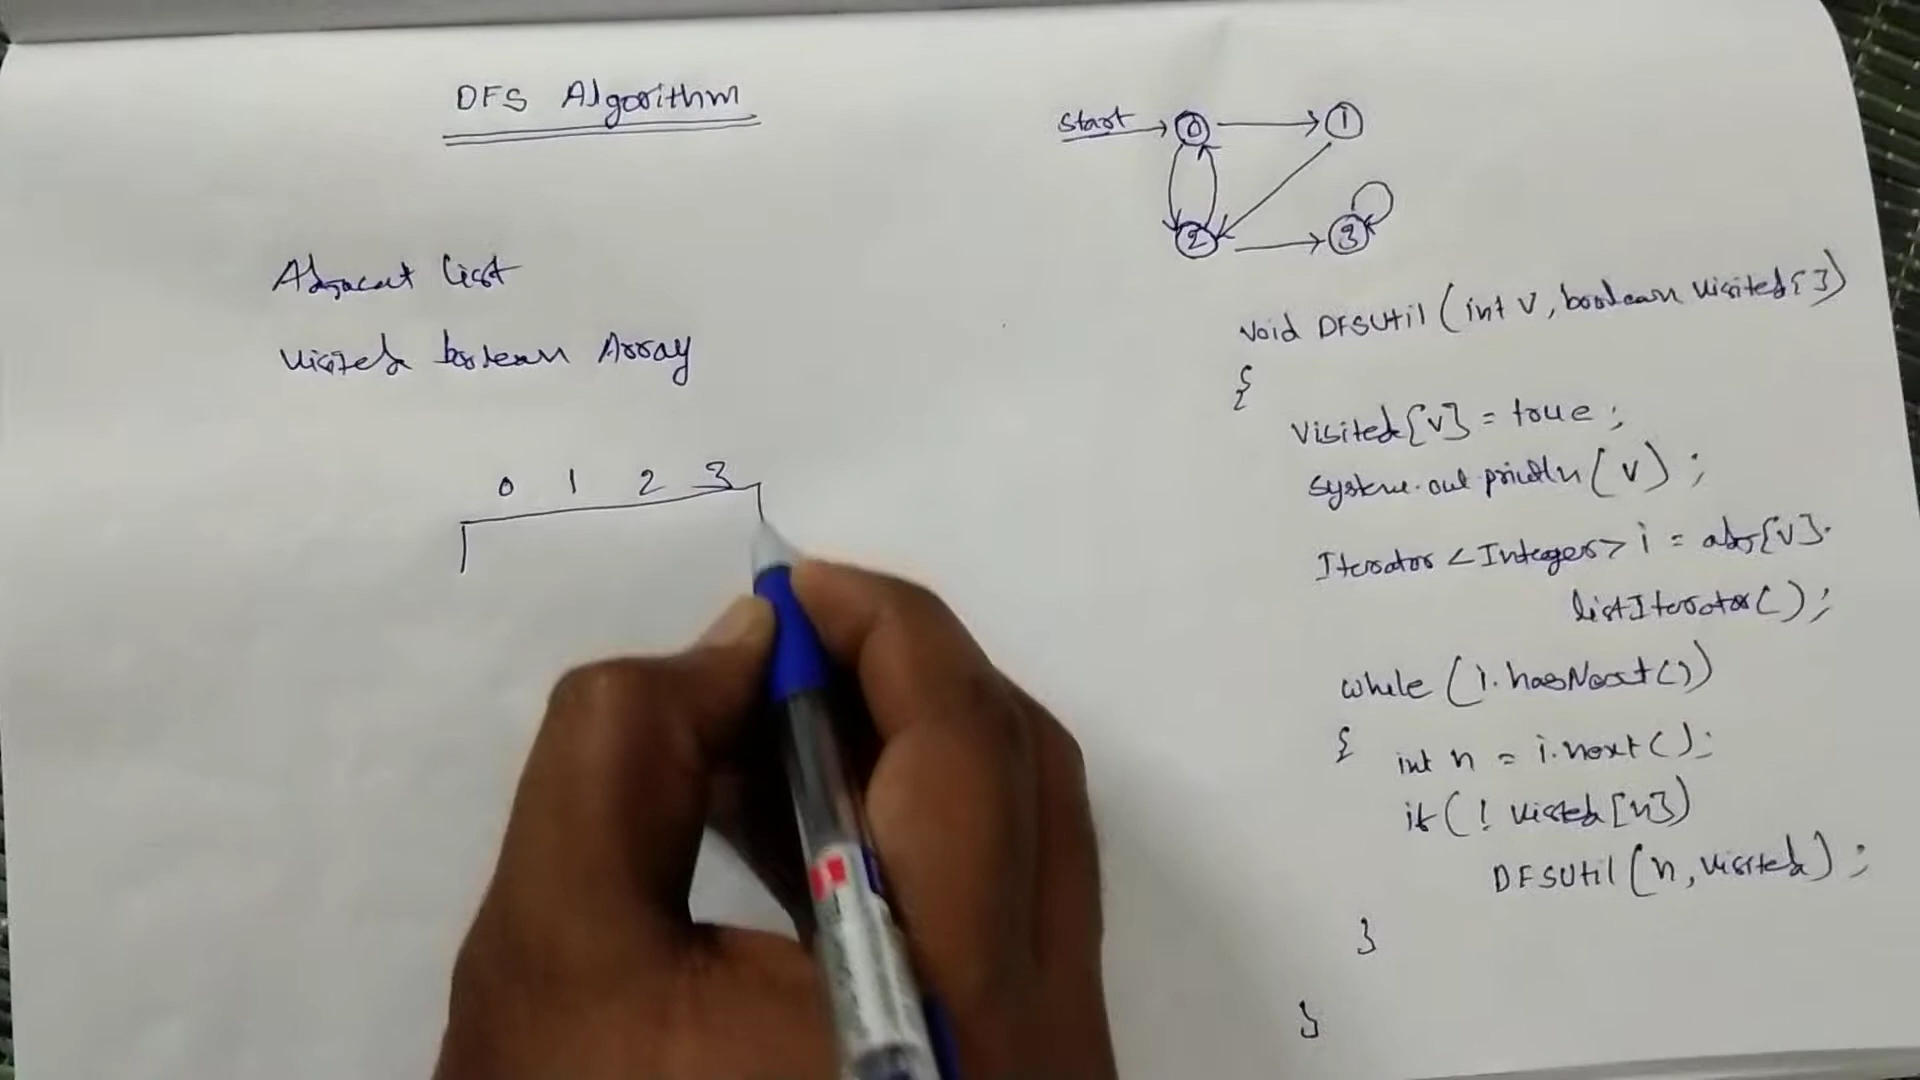 DFS Algorithm
Start 0 1
2 3
Adjacent list
Visited boolean Array
0 1 2 3
void DFSUtil (int v, boolean visited[])
{
Visited[v] = true;
System.out.println(v);
Iterator <Integer> i = adj[v].
listIterator();
while (i.hasNext())
{ int n = i.next();
if (! visited[n])
DFSUtil (n, visited);
}
}